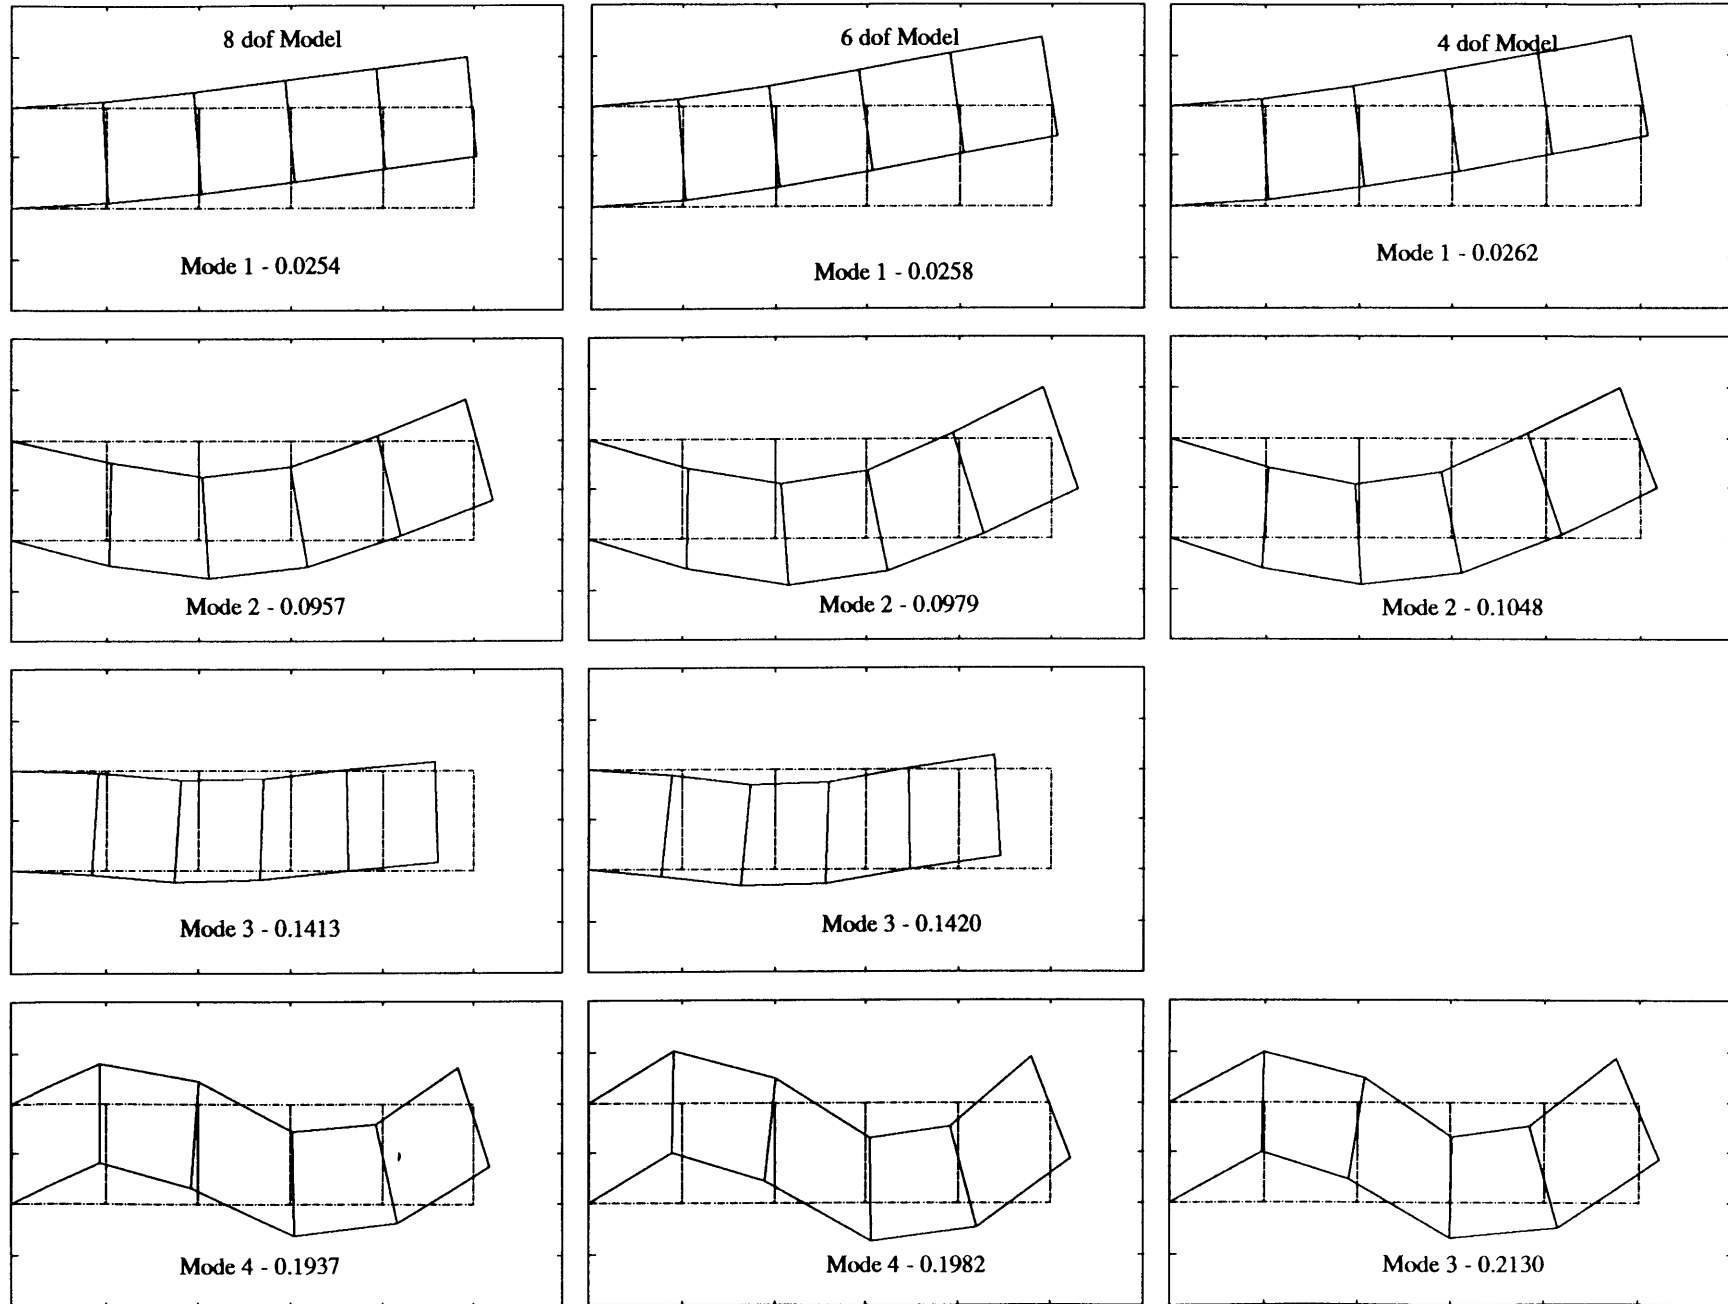 8 dof Model
6 dof Model
4 dof Model
Mode 1 - 0.0254
Mode 1 - 0.0258
Mode 1 - 0.0262
Mode 2 - 0.0957
Mode 2 - 0.0979
Mode 2 - 0.1048
Mode 3 - 0.1413
Mode 3 - 0.1420
Mode 4 - 0.1937
Mode 4 - 0.1982
Mode 3 - 0.2130